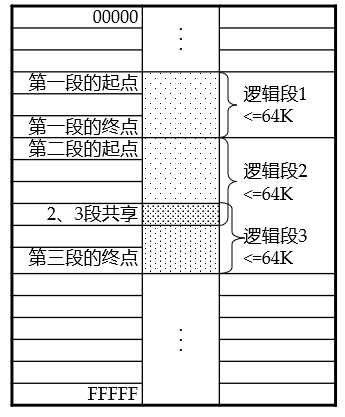 00000
第一段的起点
逻辑段1
<=64K
第一段的终点
第二段的起点
逻辑段2
<=64K
2、3段共享
逻辑段3
<=64K
第三段的终点
FFFFF